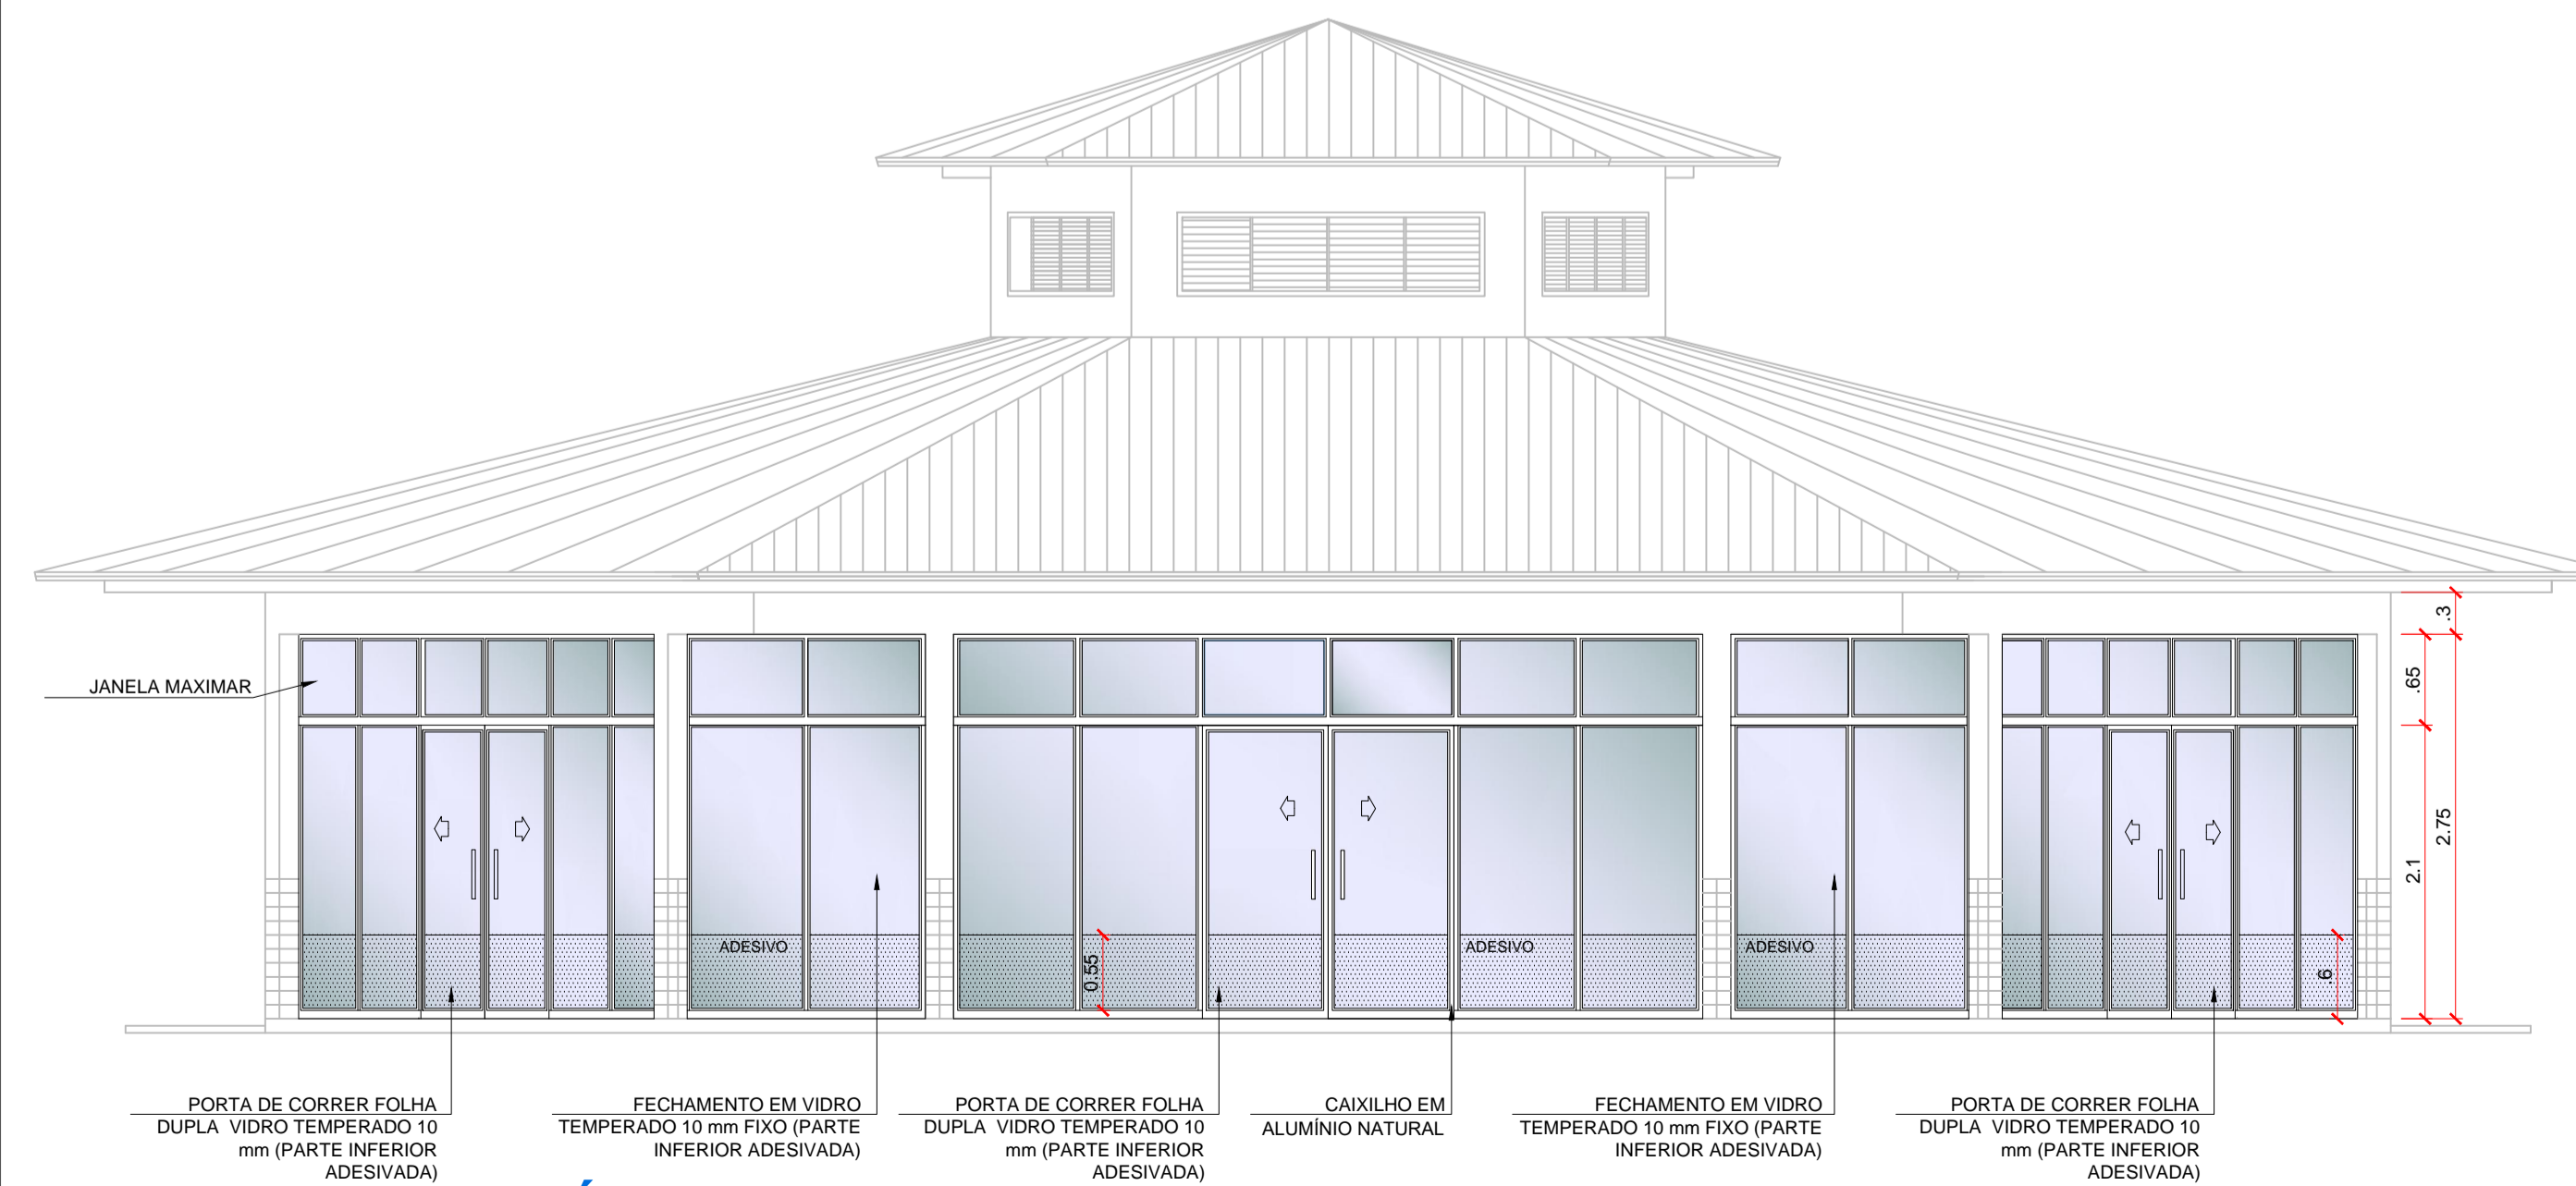 .3
JANELA MAXIMAR
.65
2.75
2.1
ADESIVO
ADESIVO
ADESIVO
0.55
.6
PORTA DE CORRER FOLHA
DUPLA VIDRO TEMPERADO 10
mm (PARTE INFERIOR
ADESIVADA)
FECHAMENTO EM VIDRO
TEMPERADO 10 mm FIXO (PARTE
INFERIOR ADESIVADA)
PORTA DE CORRER FOLHA
DUPLA VIDRO TEMPERADO 10
mm (PARTE INFERIOR
ADESIVADA)
CAIXILHO EM
ALUMÍNIO NATURAL
FECHAMENTO EM VIDRO
TEMPERADO 10 mm FIXO (PARTE
INFERIOR ADESIVADA)
PORTA DE CORRER FOLHA
DUPLA VIDRO TEMPERADO 10
mm (PARTE INFERIOR
ADESIVADA)